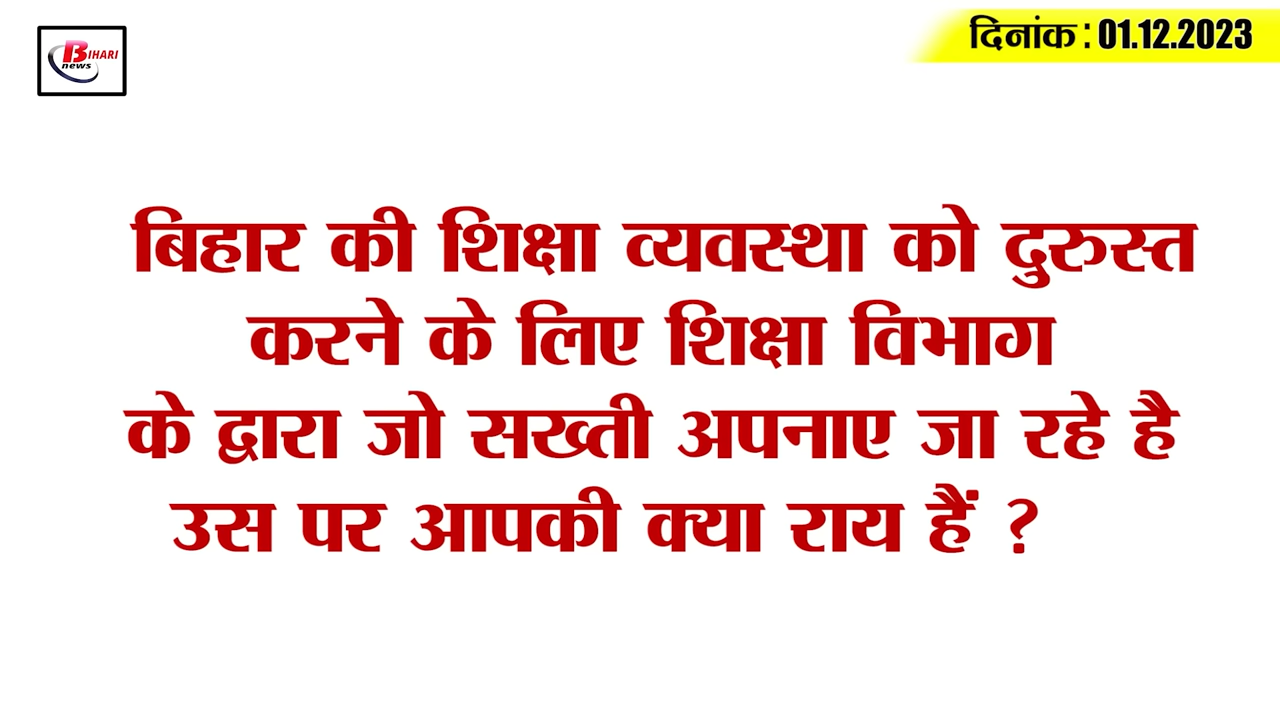 BIHARI
news
दिनांक : 01.12.2023
बिहार की शिक्षा व्यवस्था को दुरुस्त
करने के लिए शिक्षा विभाग
के द्वारा जो सख्ती अपनाए जा रहे है
उस पर आपकी क्या राय हैं ?